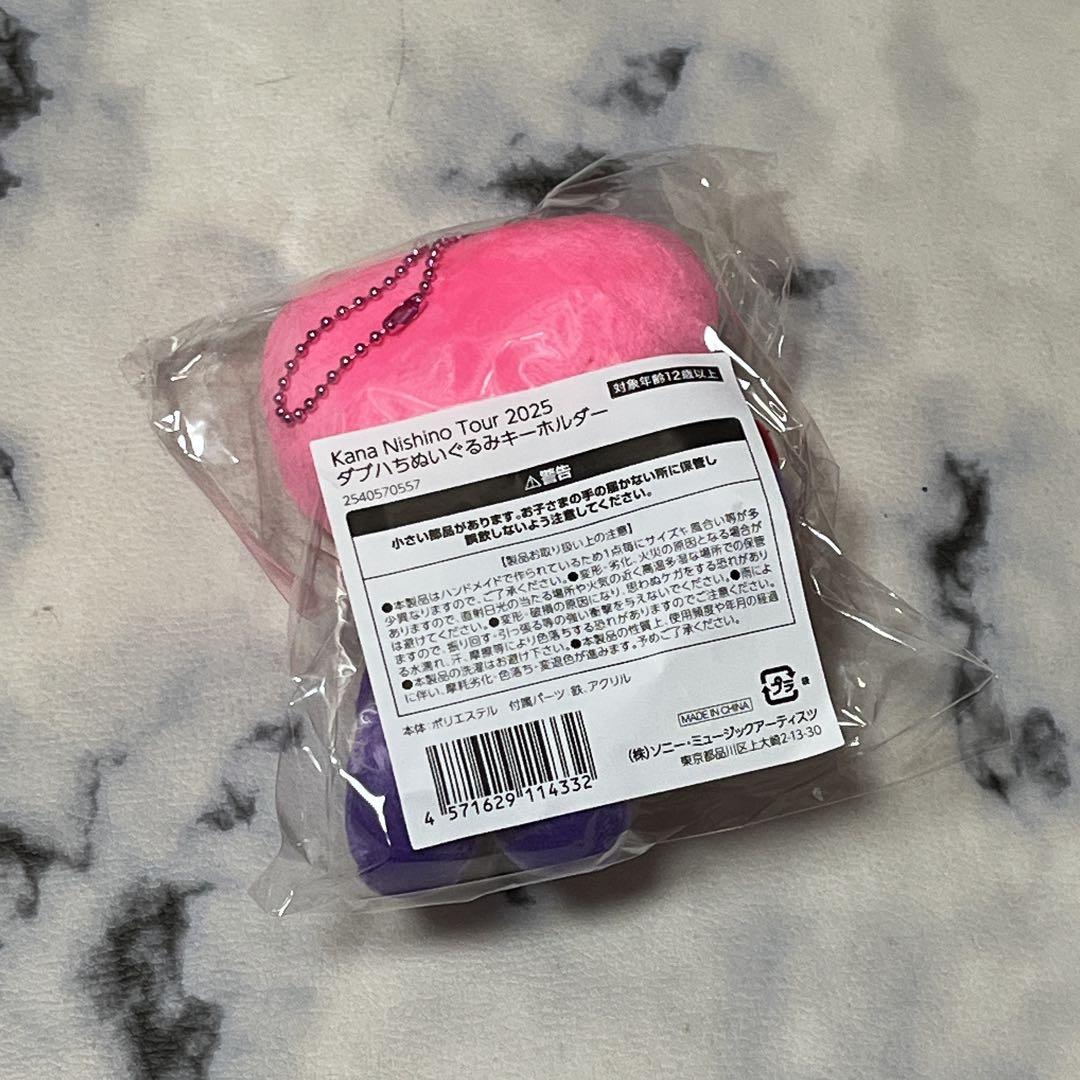 対象年齢12歳以上
Kana Nishino Tour 2025
ダブハちぬいぐるみキーホルダー
2540570557
⚠警告
小さい部品があります。お子さまの手の届かない所に保管し
誤飲しないよう注意してください。
【製品お取り扱い上の注意】
●本製品はハンドメイドで作られているため1点毎にサイズや風合い等が多
少異なりますので、ご了承ください。●変形・劣化、火災の原因となる場合が
ありますので、直射日光の当たる場所や火気の近く高温多湿な場所での保管
は避けてください。●変形、破損の原因になり、思わぬケガをする恐れがあり
ますので、振り回す・引っ張る等の強い衝撃を与えないでください。●雨によ
る水濡れ、汗、摩擦等により色落ちする恐れがありますのでご注意ください。
●本製品の洗濯はお避け下さい。●本製品の性質上、使用頻度や年月の経過
に伴い、摩耗劣化・色落ち・変退色が進みます。予めご了承ください。
本体:ポリエステル 付属パーツ 鉄、アクリル
プラ
袋
MADE IN CHINA
(株)ソニー・ミュージックアーティスツ
東京都品川区上大崎2-13-30
4 571629 114332